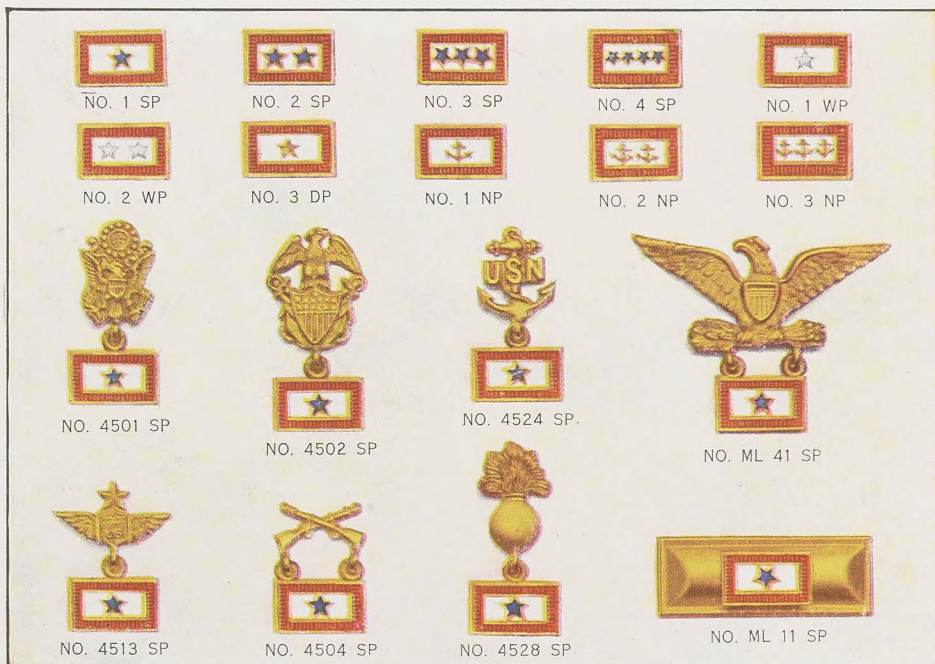 NO. 1 SP
NO. 2 SP
NO. 3 SP
NO. 4 SP
NO. 1 WP
NO. 2 WP
NO. 3 DP
NO. 1 NP
NO. 2 NP
NO. 3 NP
USN
NO. 4501 SP
NO. 4502 SP
NO. 4524 SP.
NO. ML 41 SP
NO. 4513 SP
NO. 4504 SP
NO. 4528 SP
NO. ML 11 SP